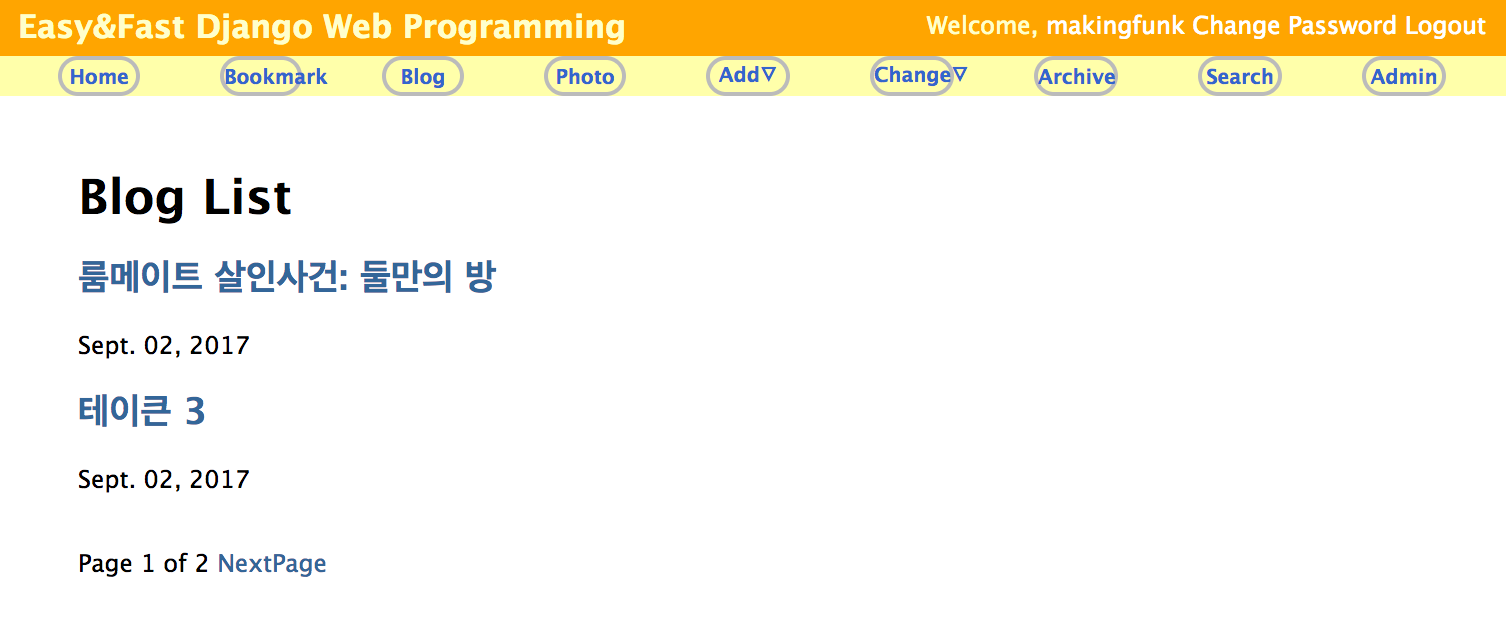 Easy&Fast Django Web Programming Welcome, makingfunk Change Password Logout
Home Bookmark Blog Photo Add▽ Change▽ Archive Search Admin
Blog List
룸메이트 살인사건: 둘만의 방
Sept. 02, 2017
테이큰 3
Sept. 02, 2017
Page 1 of 2 NextPage